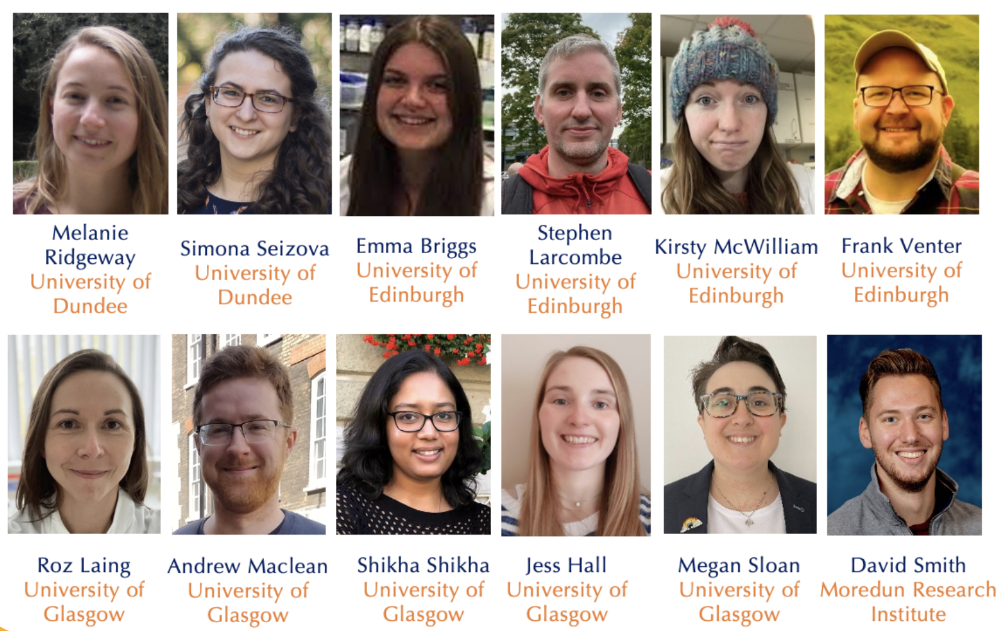 Melanie
Ridgeway
University of
Dundee
Simona Seizova
University of
Dundee
Emma Briggs
University of
Edinburgh
Stephen
Larcombe
University of
Edinburgh
Kirsty McWilliam
University of
Edinburgh
Frank Venter
University of
Edinburgh
Roz Laing
University of
Glasgow
Andrew Maclean
University of
Glasgow
Shikha Shikha
University of
Glasgow
Jess Hall
University of
Glasgow
Megan Sloan
University of
Glasgow
David Smith
Moredun Research
Institute